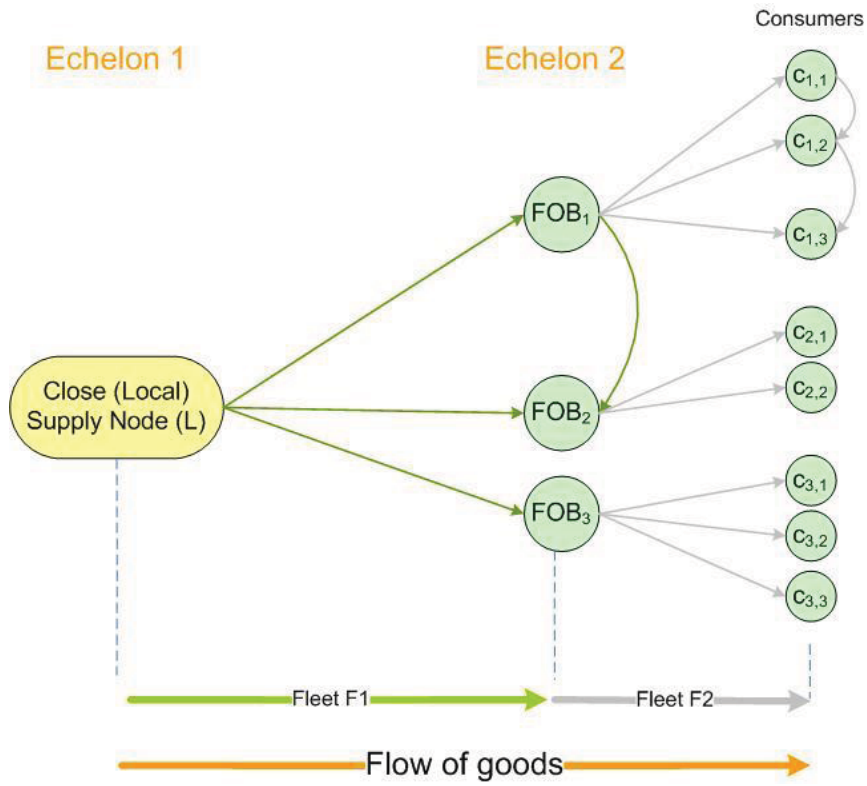 Consumers
Echelon 1
Echelon 2
c1,1
c1,2
FOB1
c1,3
c2,1
Close (Local)
Supply Node (L)
c2,2
FOB2
c3,1
FOB3
c3,2
c3,3
Fleet F1
Fleet F2
Flow of goods